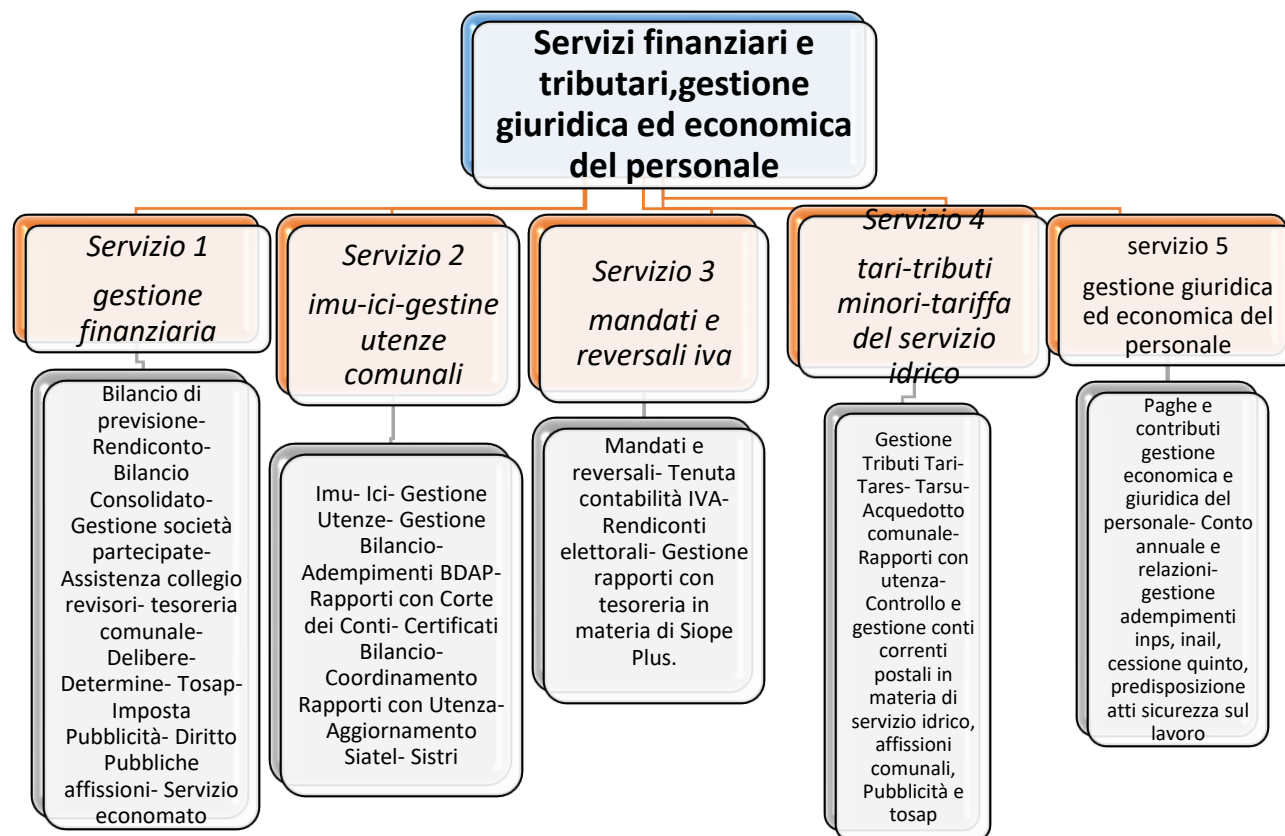 Servizi finanziari e
tributari,gestione
giuridica ed economica
del personale
Servizio 1
gestione
finanziaria
Bilancio di
previsione-
Rendiconto-
Bilancio
Consolidato-
Gestione società
partecipate-
Assistenza collegio
revisori- tesoreria
comunale-
Delibere-
Determine- Tosap-
Imposta
Pubblicità- Diritto
Pubbliche
affissioni- Servizio
economato
Servizio 2
imu-ici-gestine
utenze
comunali
Imu- Ici- Gestione
Utenze- Gestione
Bilancio-
Adempimenti BDAP-
Rapporti con Corte
dei Conti- Certificati
Bilancio-
Coordinamento
Rapporti con Utenza-
Aggiornamento
Siatel- Sistri
Servizio 3
mandati e
reversali iva
Mandati e
reversali- Tenuta
contabilità IVA-
Rendiconti
elettorali- Gestione
rapporti con
tesoreria in
materia di Siope
Plus.
Servizio 4
tari-tributi
minori-tariffa
del servizio
idrico
Gestione
Tributi Tari-
Tares- Tarsu-
Acquedotto
comunale-
Rapporti con
utenza-
Controllo e
gestione conti
correnti
postali in
materia di
servizio idrico,
affissioni
comunali,
Pubblicità e
tosap
servizio 5
gestione giuridica
ed economica del
personale
Paghe e
contributi
gestione
economica e
giuridica del
personale- Conto
annuale e
relazioni-
gestione
adempimenti
inps, inail,
cessione quinto,
predisposizione
atti sicurezza sul
lavoro